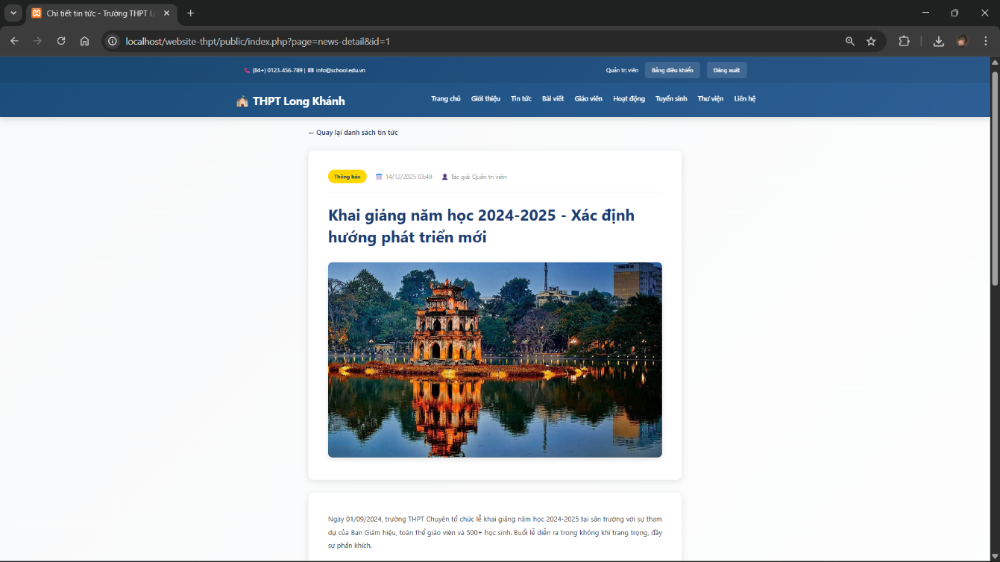 Chi tiết tin tức - Trường THPT L
localhost/website-thpt/public/index.php?page=news-detail&id=1
(84+) 0123-456-789 | info@school.edu.vn
Quản trị viên Bảng điều khiển Đăng xuất
THPT Long Khánh
Trang chủ Giới thiệu Tin tức Bài viết Giáo viên Hoạt động Tuyển sinh Thư viện Liên hệ
← Quay lại danh sách tin tức
Thông báo 14/12/2025 03:49 Tác giả: Quản trị viên
Khai giảng năm học 2024-2025 - Xác định
hướng phát triển mới
Ngày 01/09/2024, trường THPT Chuyên tổ chức lễ khai giảng năm học 2024-2025 tại sân trường với sự tham
dự của Ban Giám hiệu, toàn thể giáo viên và 500+ học sinh. Buổi lễ diễn ra trong không khí trang trọng, đầy
sự phấn khích.